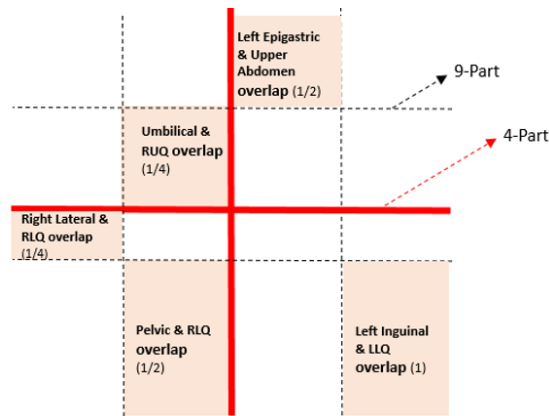 Left Epigastric
& Upper
Abdomen
overlap (1/2)
9-Part
Umbilical &
RUQ overlap
(1/4)
4-Part
Right Lateral &
RLQ overlap
(1/4)
Pelvic & RLQ
overlap
(1/2)
Left Inguinal
& LLQ
overlap (1)